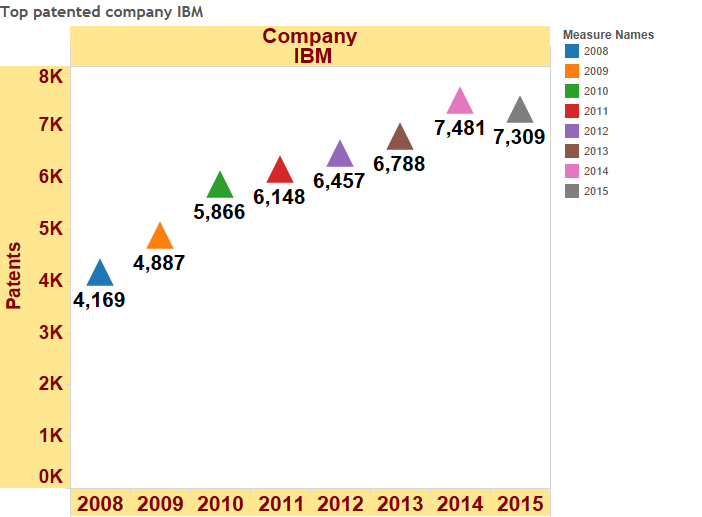 Top patented company IBM
Company
IBM
Measure Names
2008
2009
2010
2011
2012
2013
2014
2015
Patents
8K
7K
6K
5K
4K
3K
2K
1K
0K
4,169
4,887
5,866
6,148
6,457
6,788
7,481
7,309
2008 2009 2010 2011 2012 2013 2014 2015